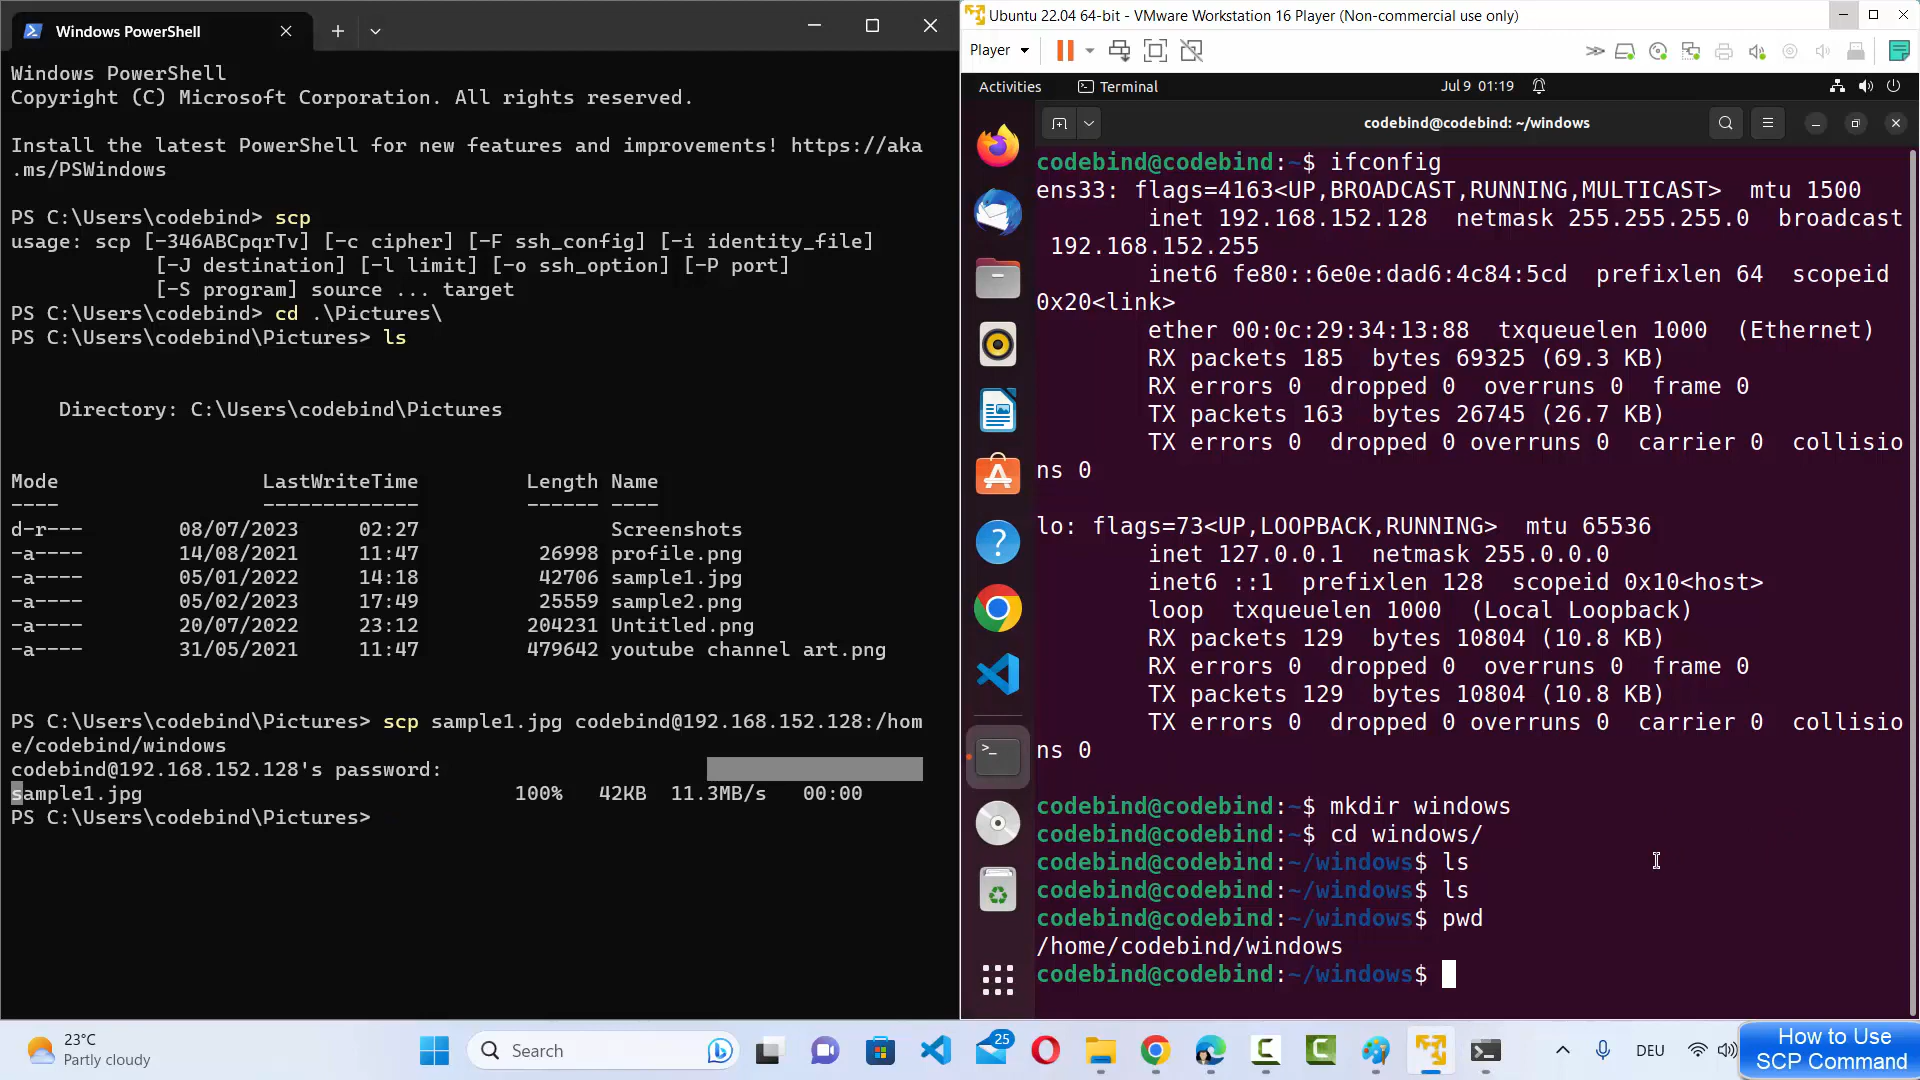 Windows PowerShell
Windows PowerShell
Copyright (C) Microsoft Corporation. All rights reserved.
Install the latest PowerShell for new features and improvements! https://aka
.ms/PSWindows
PS C:\Users\codebind> scp
usage: scp [-346ABCpqrTv] [-c cipher] [-F ssh_config] [-i identity_file]
[-J destination] [-l limit] [-o ssh_option] [-P port]
[-S program] source ... target
PS C:\Users\codebind> cd .\Pictures\
PS C:\Users\codebind\Pictures> ls
Directory: C:\Users\codebind\Pictures
Mode LastWriteTime Length Name
---- ------------- ------ ----
d-r--- 08/07/2023 02:27 Screenshots
-a---- 14/08/2021 11:47 26998 profile.png
-a---- 05/01/2022 14:18 42706 sample1.jpg
-a---- 05/02/2023 17:49 25559 sample2.png
-a---- 20/07/2022 23:12 204231 Untitled.png
-a---- 31/05/2021 11:47 479642 youtube channel art.png
PS C:\Users\codebind\Pictures> scp sample1.jpg codebind@192.168.152.128:/hom
e/codebind/windows
codebind@192.168.152.128's password:
sample1.jpg 100% 42KB 11.3MB/s 00:00
PS C:\Users\codebind\Pictures>
Ubuntu 22.04 64-bit - VMware Workstation 16 Player (Non-commercial use only)
Player
Activities Terminal Jul 9 01:19
codebind@codebind: ~/windows
codebind@codebind:~$ ifconfig
ens33: flags=4163<UP,BROADCAST,RUNNING,MULTICAST> mtu 1500
inet 192.168.152.128 netmask 255.255.255.0 broadcast
192.168.152.255
inet6 fe80::6e0e:dad6:4c84:5cd prefixlen 64 scopeid
0x20<link>
ether 00:0c:29:34:13:88 txqueuelen 1000 (Ethernet)
RX packets 185 bytes 69325 (69.3 KB)
RX errors 0 dropped 0 overruns 0 frame 0
TX packets 163 bytes 26745 (26.7 KB)
TX errors 0 dropped 0 overruns 0 carrier 0 collisio
ns 0
lo: flags=73<UP,LOOPBACK,RUNNING> mtu 65536
inet 127.0.0.1 netmask 255.0.0.0
inet6 ::1 prefixlen 128 scopeid 0x10<host>
loop txqueuelen 1000 (Local Loopback)
RX packets 129 bytes 10804 (10.8 KB)
RX errors 0 dropped 0 overruns 0 frame 0
TX packets 129 bytes 10804 (10.8 KB)
TX errors 0 dropped 0 overruns 0 carrier 0 collisio
ns 0
codebind@codebind:~$ mkdir windows
codebind@codebind:~$ cd windows/
codebind@codebind:~/windows$ ls
codebind@codebind:~/windows$ ls
codebind@codebind:~/windows$ pwd
/home/codebind/windows
codebind@codebind:~/windows$
23°C
Partly cloudy
Search
25
DEU
How to Use
SCP Command